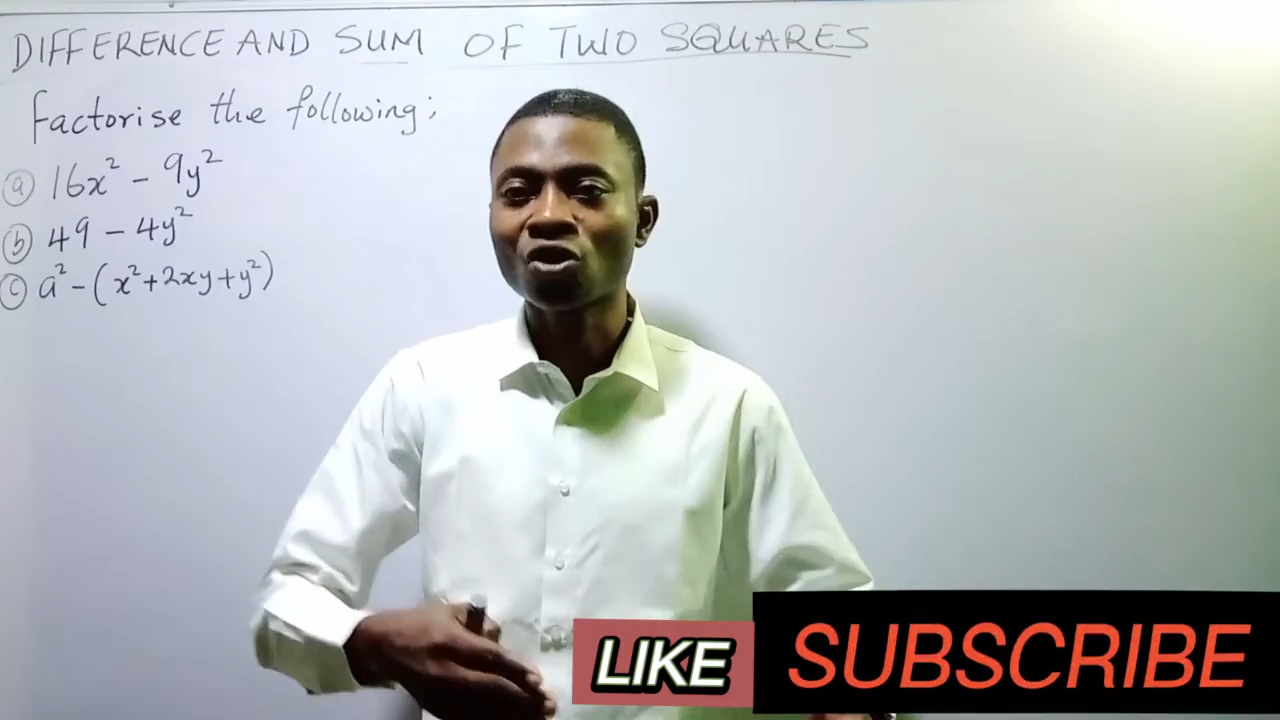 DIFFERENCE AND SUM OF TWO SQUARES
Factorise the following;
(a) 16x² - 9y²
(b) 49 - 4y²
(c) a² - (x² + 2xy + y²)
LIKE
SUBSCRIBE